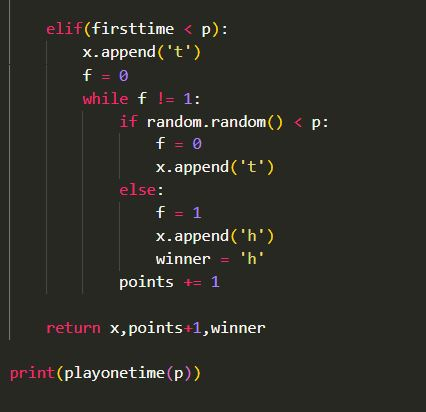 elif(firsttime < p):
x.append('t')
f = 0
while f != 1:
if random.random() < p:
f = 0
x.append('t')
else:
f = 1
x.append('h')
winner = 'h'
points += 1
return x,points+1,winner
print(playonetime(p))